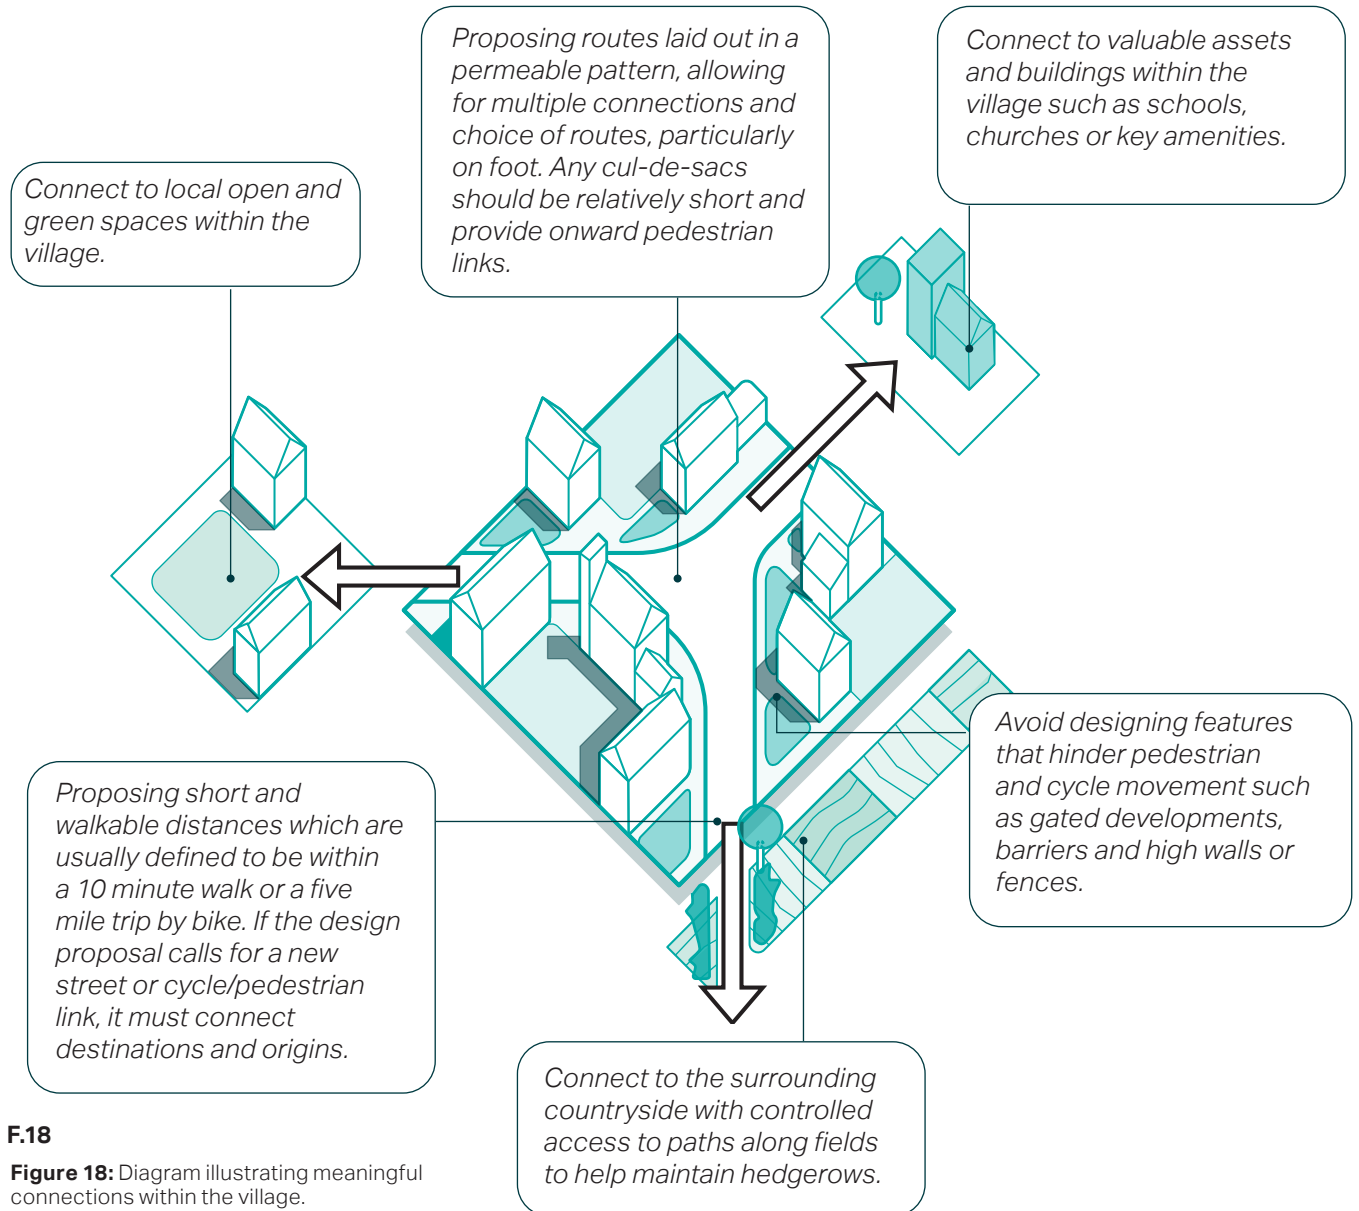 Proposing routes laid out in a
permeable pattern, allowing
for multiple connections and
choice of routes, particularly
on foot. Any cul-de-sacs
should be relatively short and
provide onward pedestrian
links.
Connect to valuable assets
and buildings within the
village such as schools,
churches or key amenities.
Connect to local open and
green spaces within the
village.
Avoid designing features
that hinder pedestrian
and cycle movement such
as gated developments,
barriers and high walls or
fences.
Proposing short and
walkable distances which are
usually defined to be within
a 10 minute walk or a five
mile trip by bike. If the design
proposal calls for a new
street or cycle/pedestrian
link, it must connect
destinations and origins.
Connect to the surrounding
countryside with controlled
access to paths along fields
to help maintain hedgerows.
F.18
Figure 18: Diagram illustrating meaningful
connections within the village.